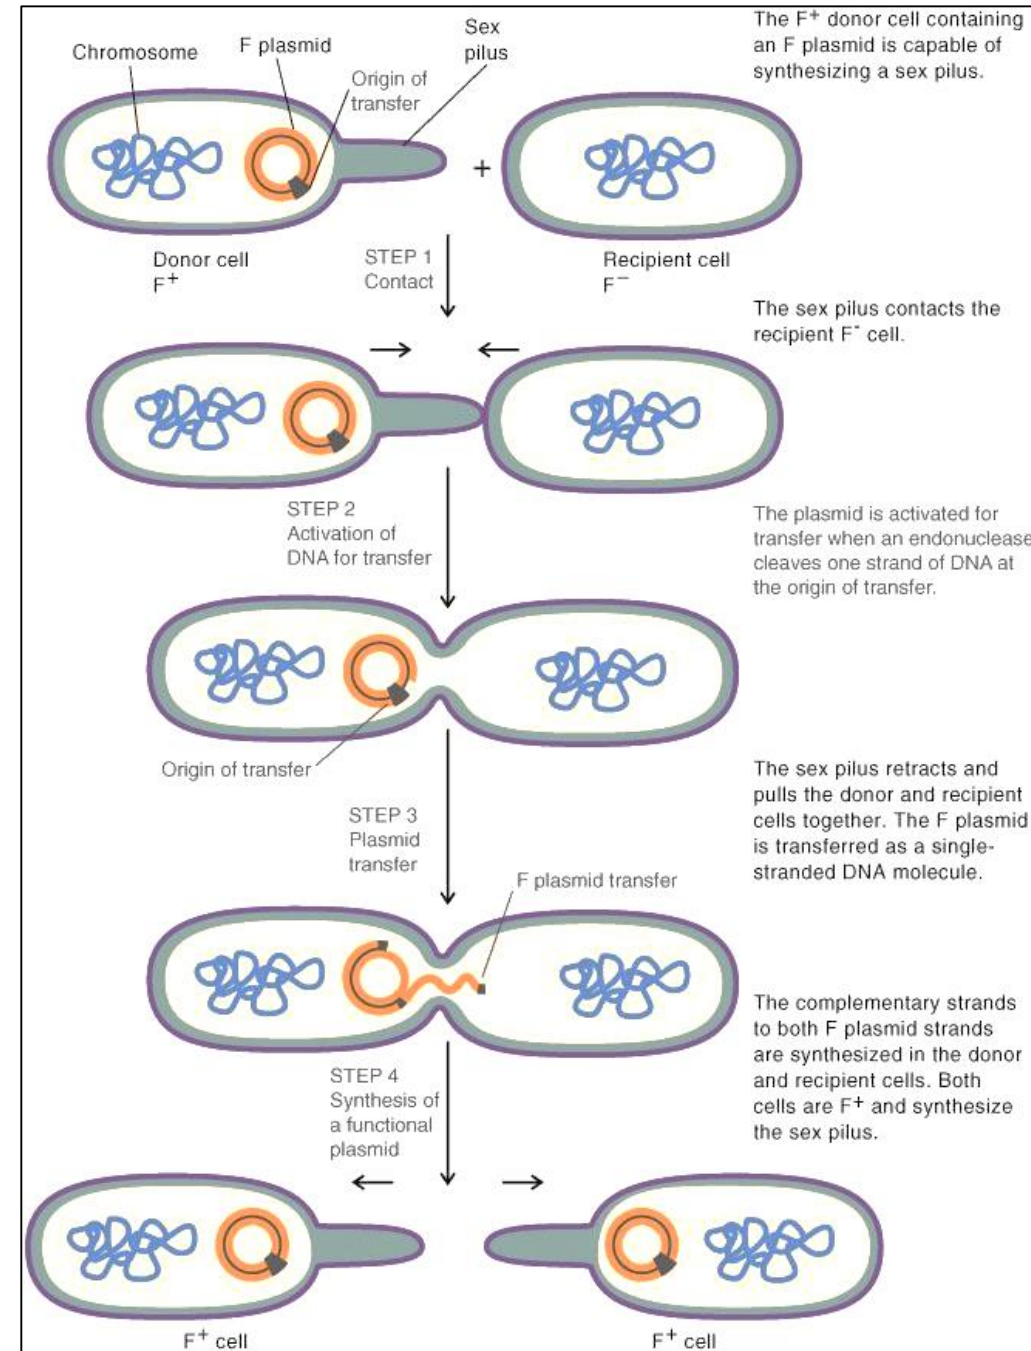 Chromosome
F plasmid
Sex
pilus
Origin of
transfer
The F+ donor cell containing
an F plasmid is capable of
synthesizing a sex pilus.
+
Donor cell
F+
STEP 1
Contact
Recipient cell
F−
The sex pilus contacts the
recipient F- cell.
STEP 2
Activation of
DNA for transfer
The plasmid is activated for
transfer when an endonuclease
cleaves one strand of DNA at
the origin of transfer.
Origin of transfer
STEP 3
Plasmid
transfer
The sex pilus retracts and
pulls the donor and recipient
cells together. The F plasmid
is transferred as a single-
stranded DNA molecule.
F plasmid transfer
STEP 4
Synthesis of
a functional
plasmid
The complementary strands
to both F plasmid strands
are synthesized in the donor
and recipient cells. Both
cells are F+ and synthesize
the sex pilus.
F+ cell
F+ cell